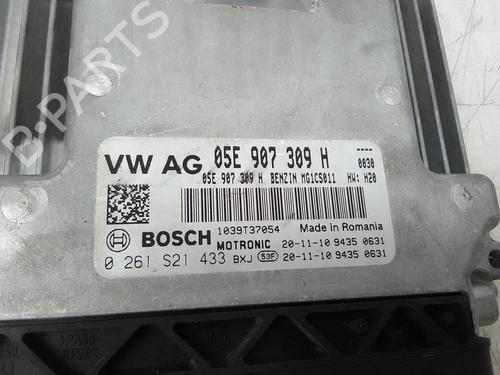 B-PARTS
VW AG 05E 907 309 H ----
05E 907 309 H BENZIN MG1CS011 HW: H20
0030
1039T37054 Made in Romania
BOSCH MOTRONIC 20-11-10 9435 0631
0 261 S21 433 BXJ 53F 20-11-10 9435 0631
>PA66-